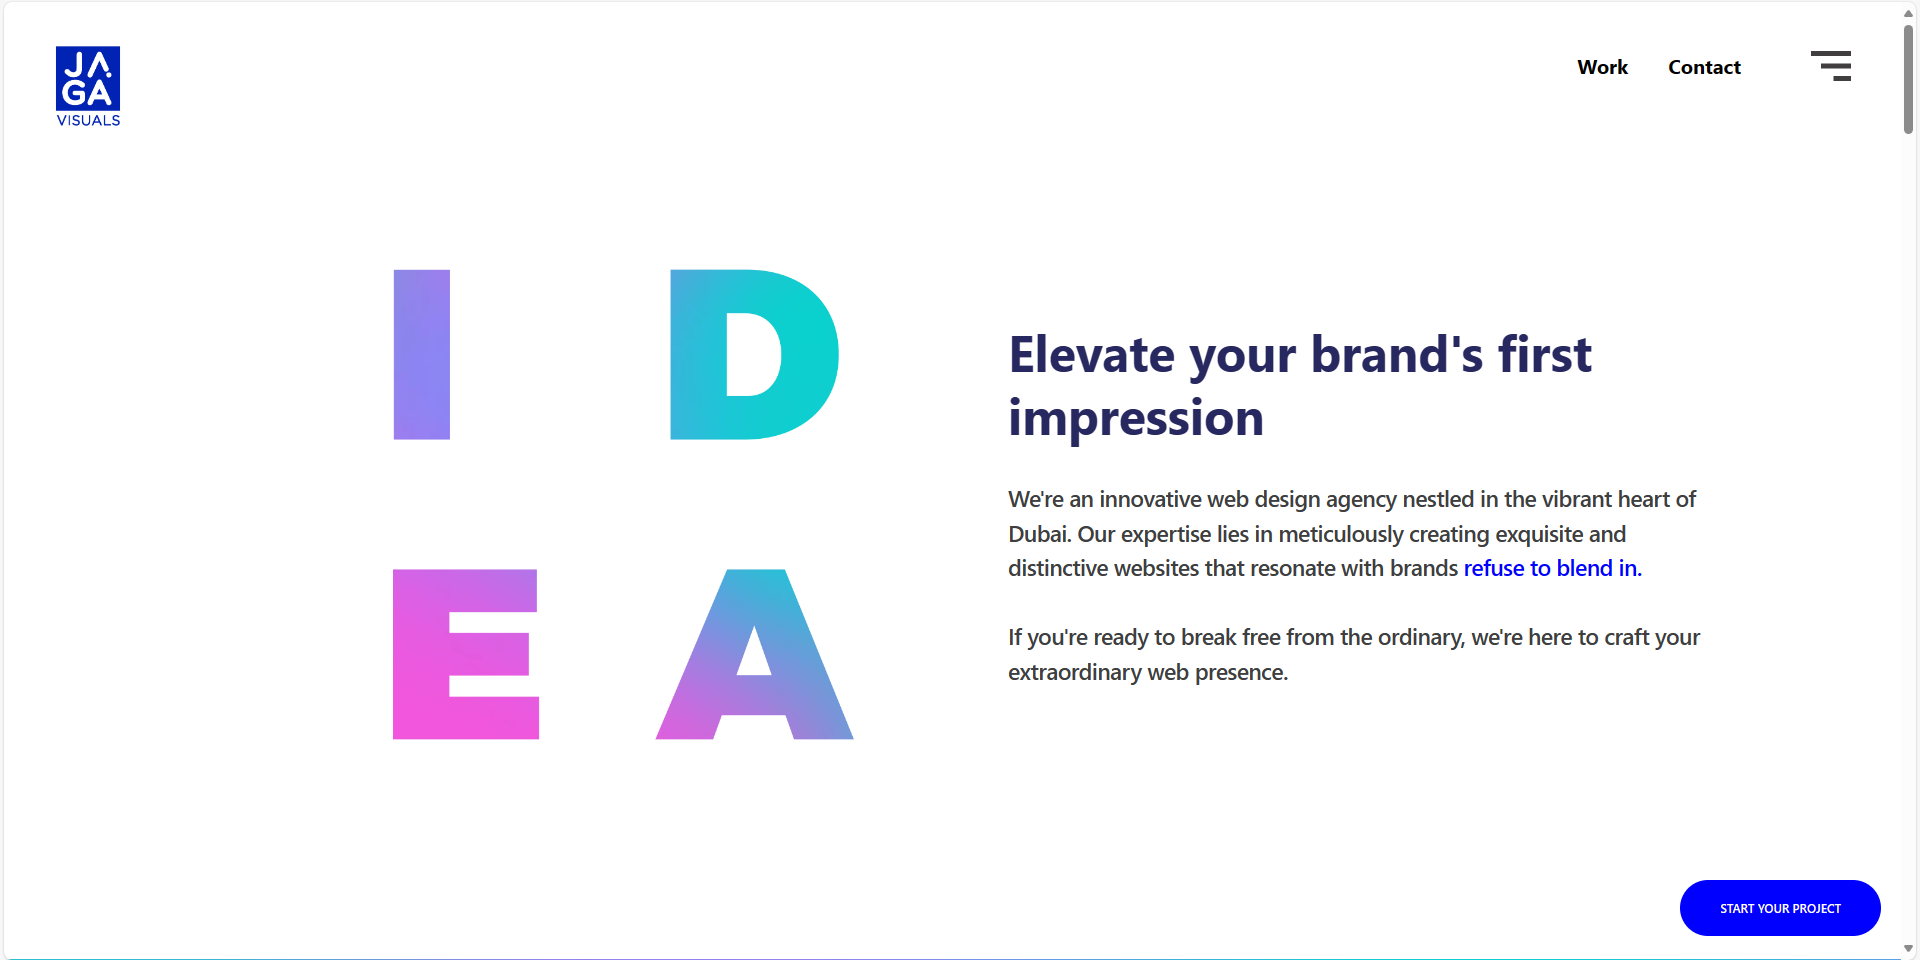 JA
GA
VISUALS
Work
Contact
I D
E A
Elevate your brand's first
impression
We're an innovative web design agency nestled in the vibrant heart of
Dubai. Our expertise lies in meticulously creating exquisite and
distinctive websites that resonate with brands refuse to blend in.
If you're ready to break free from the ordinary, we're here to craft your
extraordinary web presence.
START YOUR PROJECT